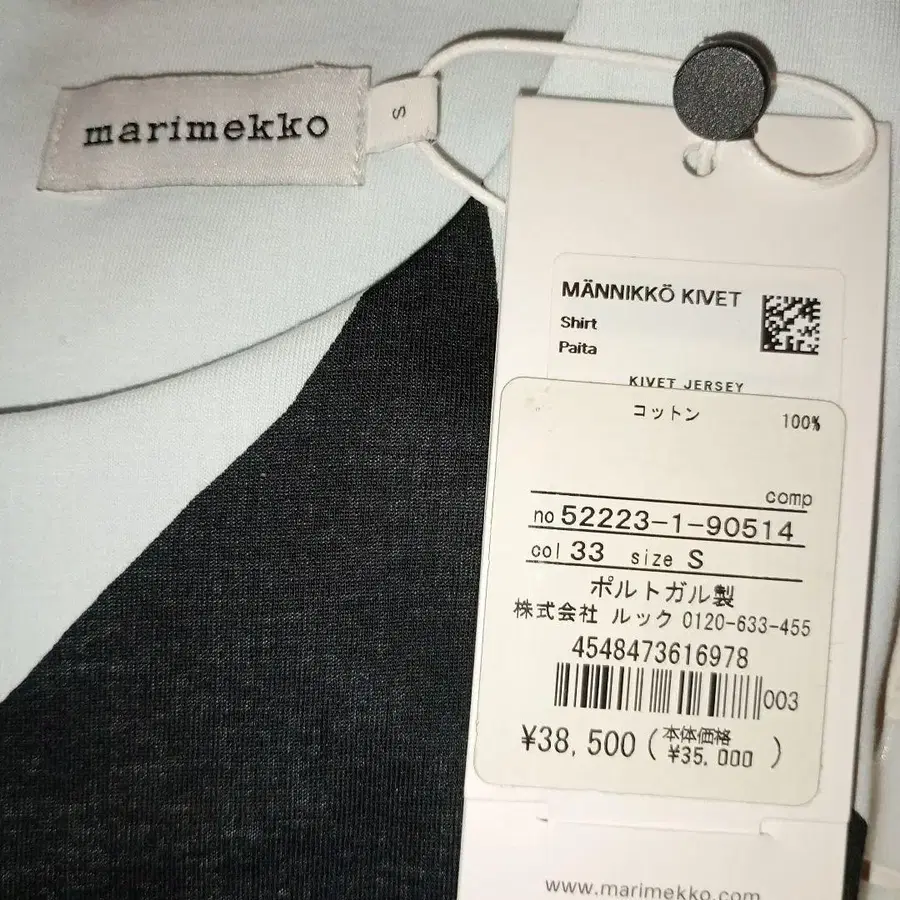 marimekko
S
MÄNNIKKÖ KIVET
Shirt
Paita
KIVET JERSEY
コットン 100%
comp
no 52223-1-90514
col 33 size S
ポルトガル製
株式会社 ルック 0120-633-455
4548473616978
003
¥38,500 (本体価格 ¥35,000 )
www.marimekko.com